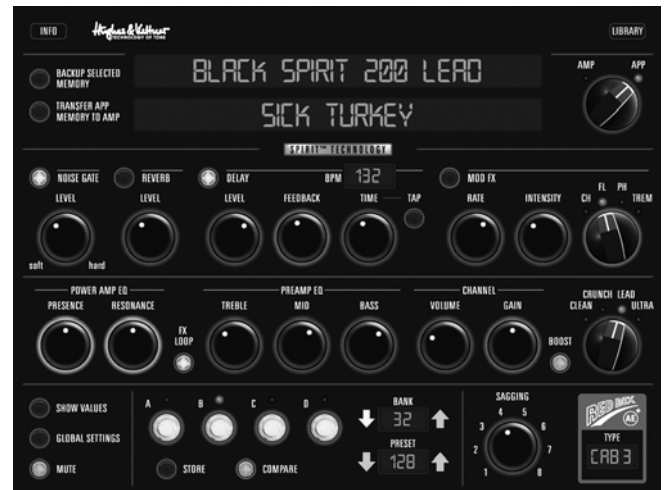 INFO
Hughes & Kettner
TECHNOLOGY OF TONE
LIBRARY
BACKUP SELECTED
MEMORY
BLACK SPIRIT 200 LEAD
AMP APP
TRANSFER APP
MEMORY TO AMP
SICK TURKEY
SPIRIT™ TECHNOLOGY
NOISE GATE REVERB DELAY BPM 132 MOD FX
LEVEL LEVEL LEVEL FEEDBACK TIME TAP RATE INTENSITY CH FL PH TREM
soft hard
POWER AMP EQ PREAMP EQ CHANNEL
PRESENCE RESONANCE TREBLE MID BASS VOLUME GAIN
CLEAN CRUNCH LEAD ULTRA
FX
LOOP
BOOST
SHOW VALUES
GLOBAL SETTINGS
MUTE
A B C D
STORE COMPARE
BANK
32
PRESET
128
SAGGING
1 2 3 4 5 6 7 8
RED BOX
AE+
TYPE
CAB 3